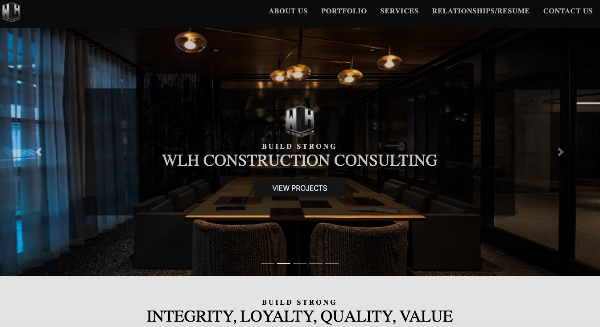 WLH
ABOUT US PORTFOLIO SERVICES RELATIONSHIPS/RESUME CONTACT US
WLH
BUILD STRONG
WLH CONSTRUCTION CONSULTING
VIEW PROJECTS
BUILD STRONG
INTEGRITY, LOYALTY, QUALITY, VALUE